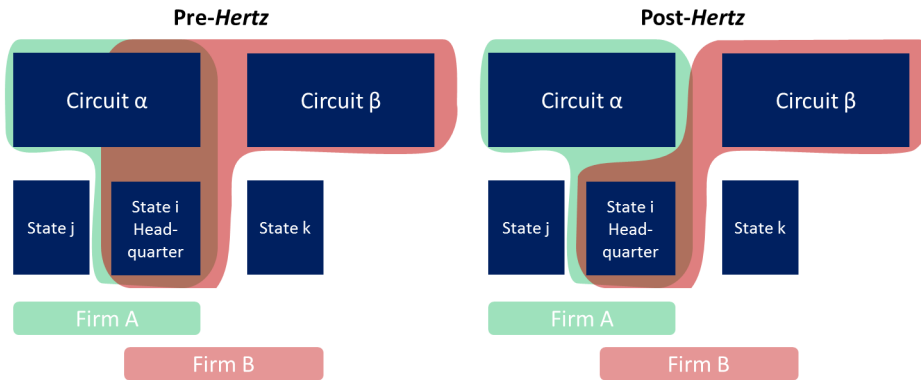 Pre-Hertz
Circuit α
Circuit β
State j
State i
Head-
quarter
State k
Firm A
Firm B
Post-Hertz
Circuit α
Circuit β
State j
State i
Head-
quarter
State k
Firm A
Firm B